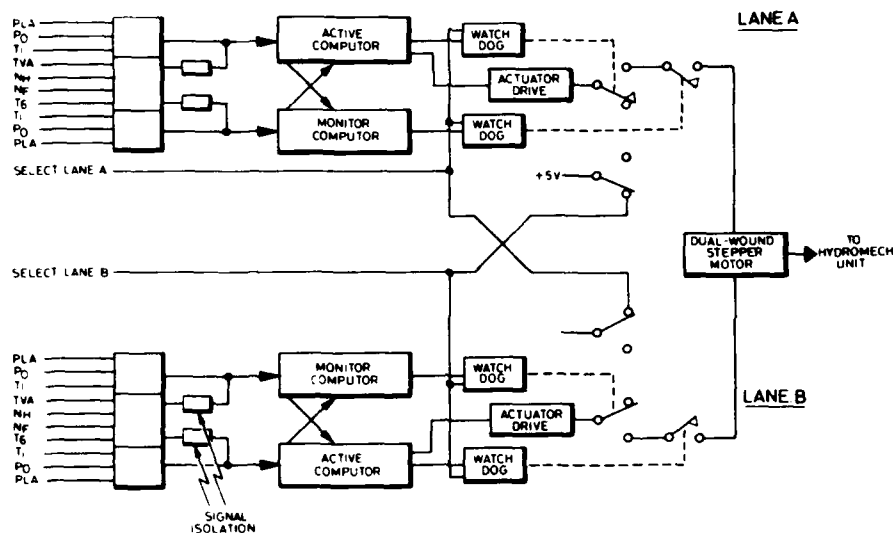 LANE A
PLA
PO
TI
TVA
NH
NF
T6
TI
PO
PLA
ACTIVE
COMPUTOR
MONITOR
COMPUTOR
WATCH
DOG
ACTUATOR
DRIVE
WATCH
DOG
SELECT LANE A
+5V
SELECT LANE B
DUAL-WOUND
STEPPER
MOTOR
TO
HYDROMECH
UNIT
PLA
PO
TI
TVA
NH
NF
T6
TI
PO
PLA
MONITOR
COMPUTOR
ACTIVE
COMPUTOR
WATCH
DOG
ACTUATOR
DRIVE
WATCH
DOG
LANE B
SIGNAL
ISOLATION